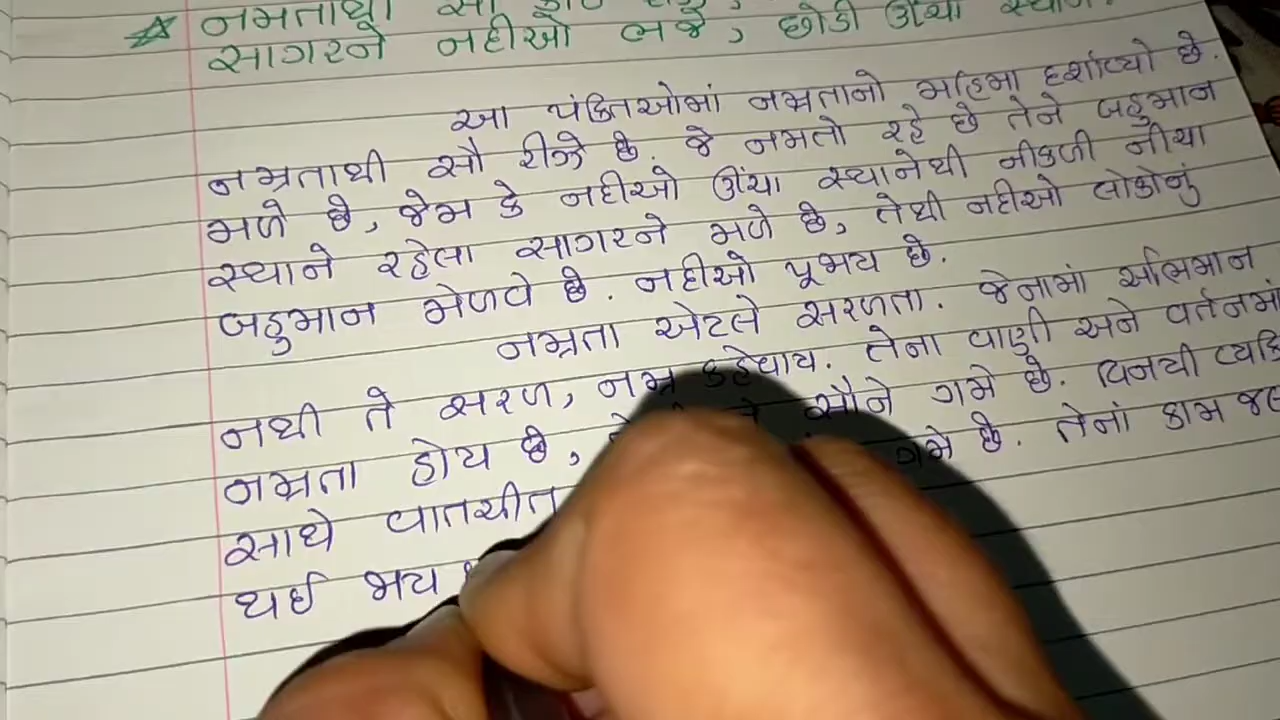 નમ્રતાથી સૌ
સાગરને નદીઓ ભજે, છોડી ઊંચા
આ પંક્તિઓમાં નમ્રતાનો મહિમા દર્શાવ્યો છે.
નમ્રતાથી સૌ રીઝે છે. જે નમતો રહે છે તેને બહુમાન
મળે છે, જેમ કે નદીઓ ઊંચા સ્થાનેથી નીકળી નીચા
સ્થાને રહેલા સાગરને મળે છે, તેથી નદીઓ લોકોનું
બહુમાન મેળવે છે. નદીઓ પૂજાય છે.
નમ્રતા એટલે સરળતા. જેનામાં અભિમાન
નથી તે સરળ, નમ્ર કહેવાય. તેના વાણી અને વર્તનમાં
નમ્રતા હોય છે, સૌને ગમે છે. વિનયી
સાથે વાતચીત ગમે છે. તેનાં કામ
થઈ જાય